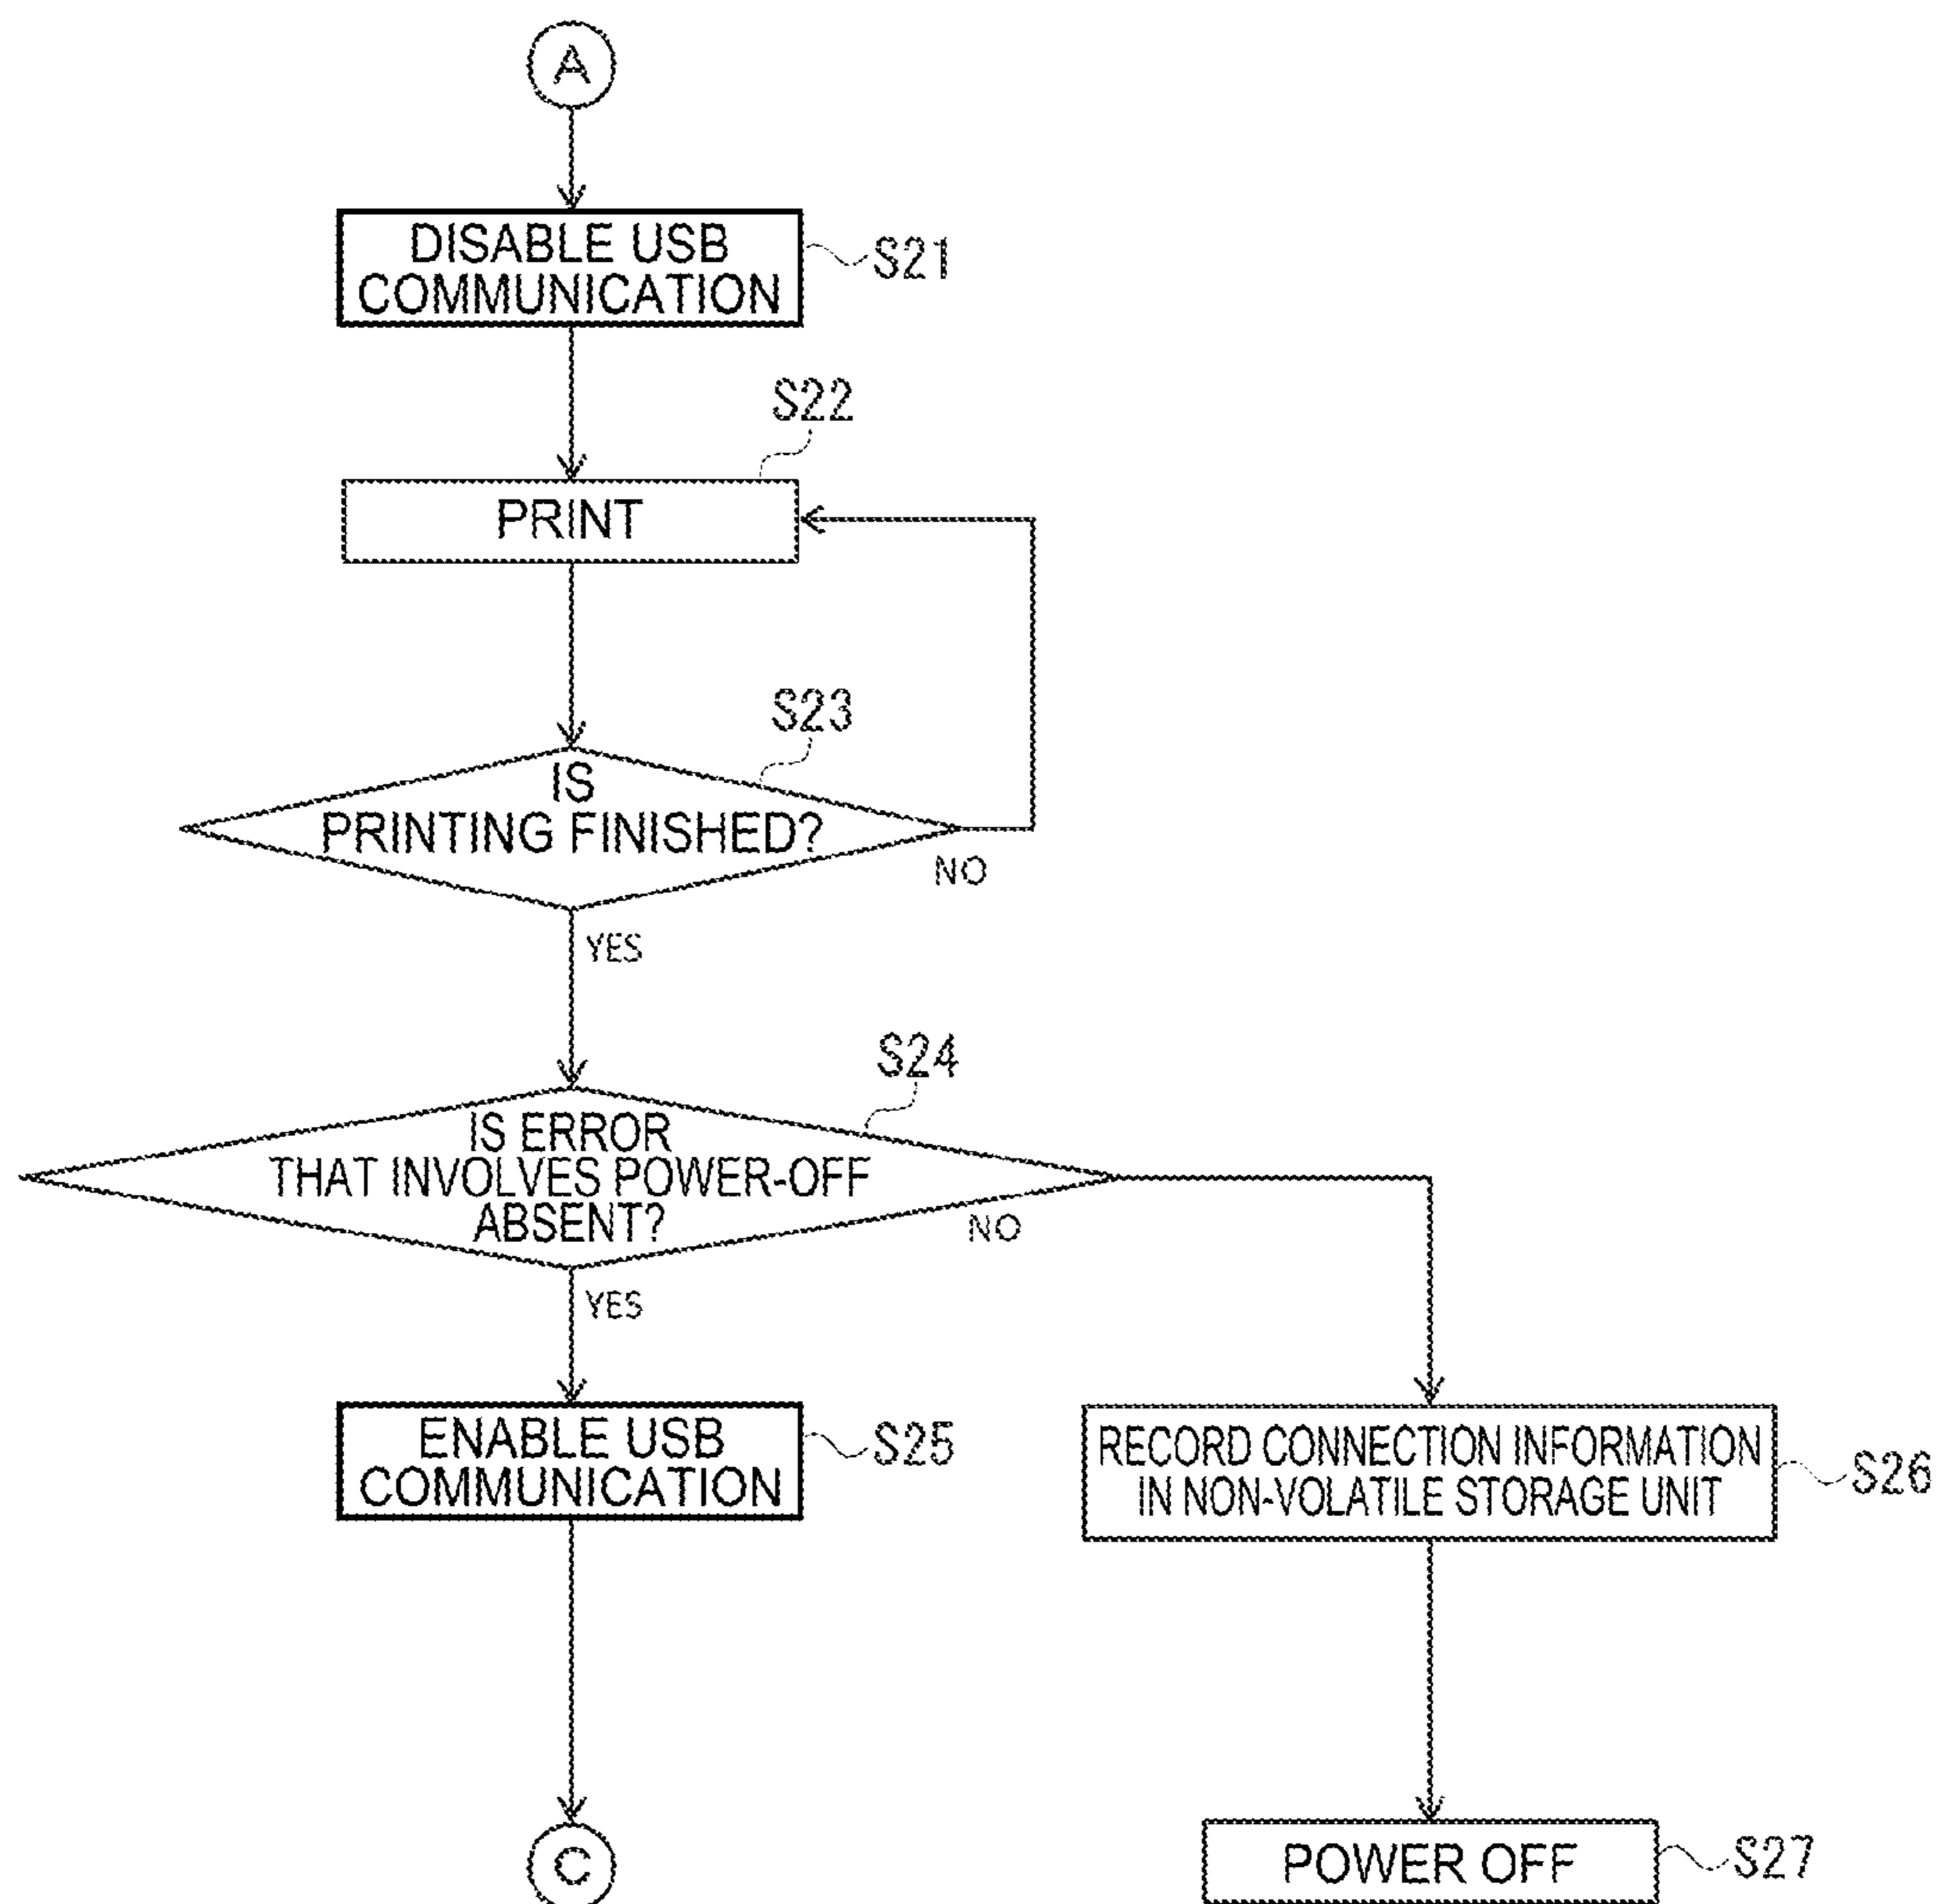 A
DISABLE USB
COMMUNICATION
S21
S22
PRINT
S23
IS
PRINTING FINISHED?
NO
YES
S24
IS ERROR
THAT INVOLVES POWER-OFF
ABSENT?
NO
YES
ENABLE USB
COMMUNICATION
S25
RECORD CONNECTION INFORMATION
IN NON-VOLATILE STORAGE UNIT
S26
C
POWER OFF
S27